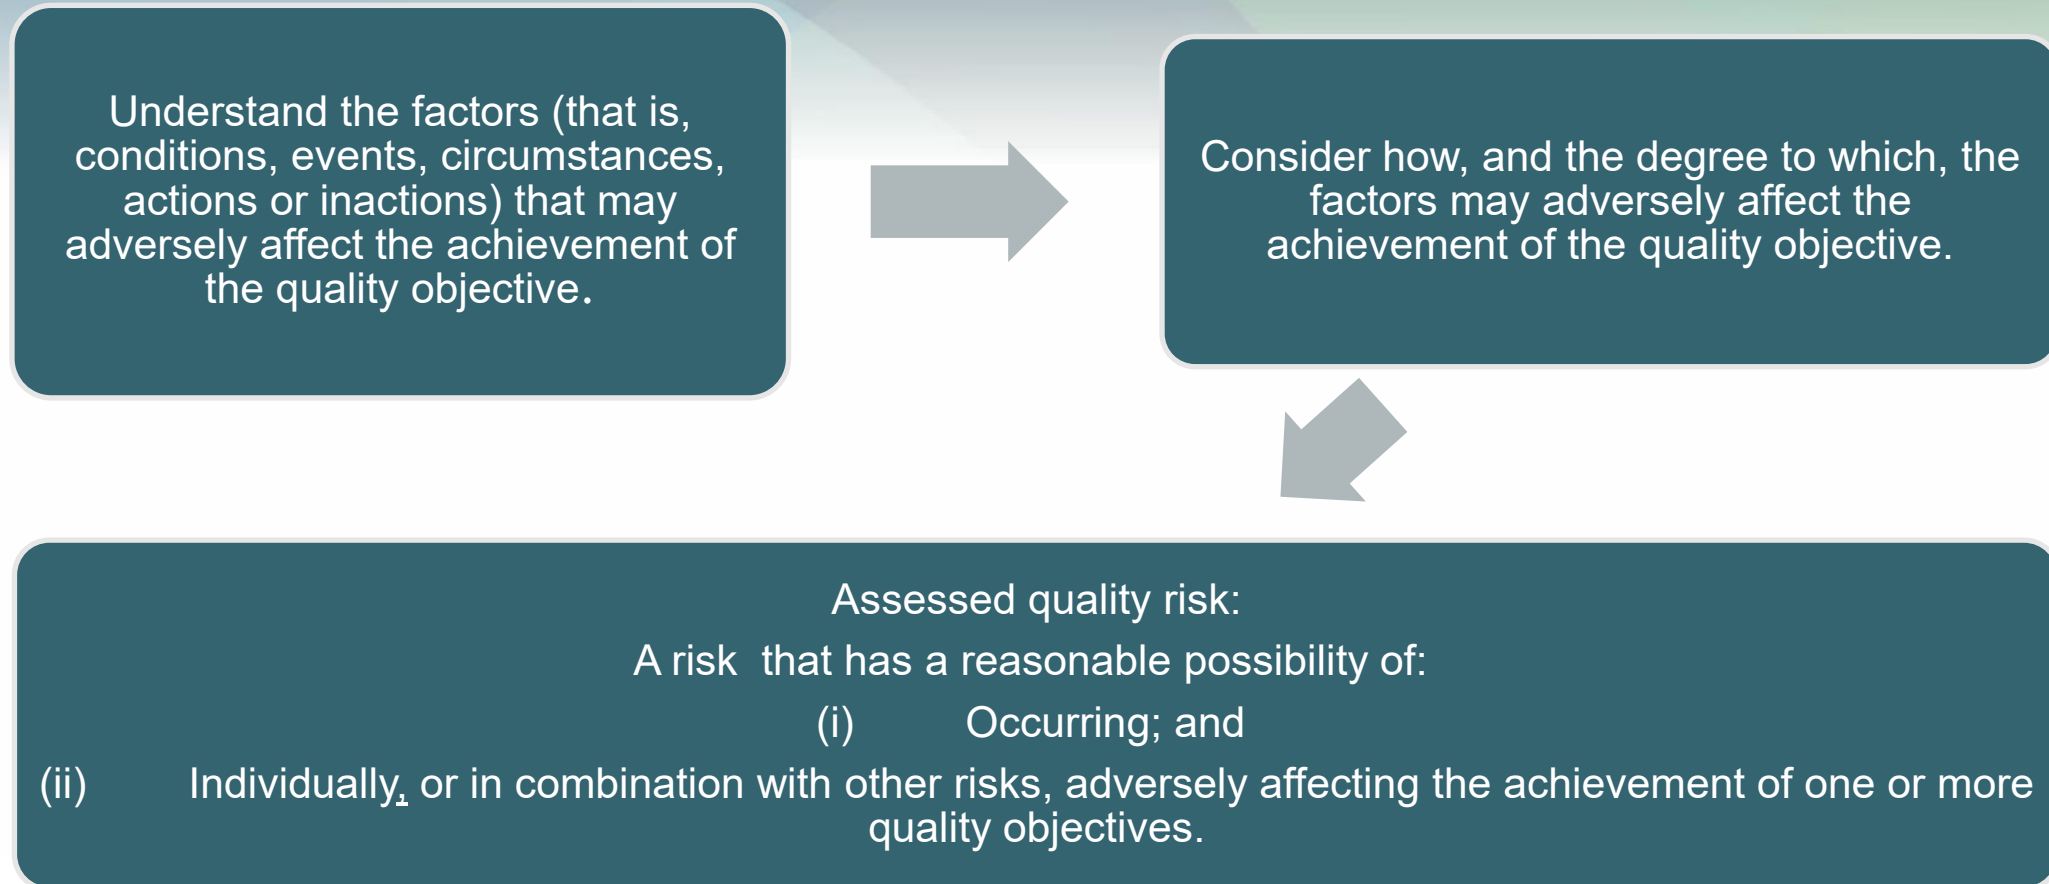 Understand the factors (that is,
conditions, events, circumstances,
actions or inactions) that may
adversely affect the achievement of
the quality objective.
Consider how, and the degree to which, the
factors may adversely affect the
achievement of the quality objective.
Assessed quality risk:
A risk  that has a reasonable possibility of:
(i) Occurring; and
(ii) Individually, or in combination with other risks, adversely affecting the achievement of one or more
quality objectives.